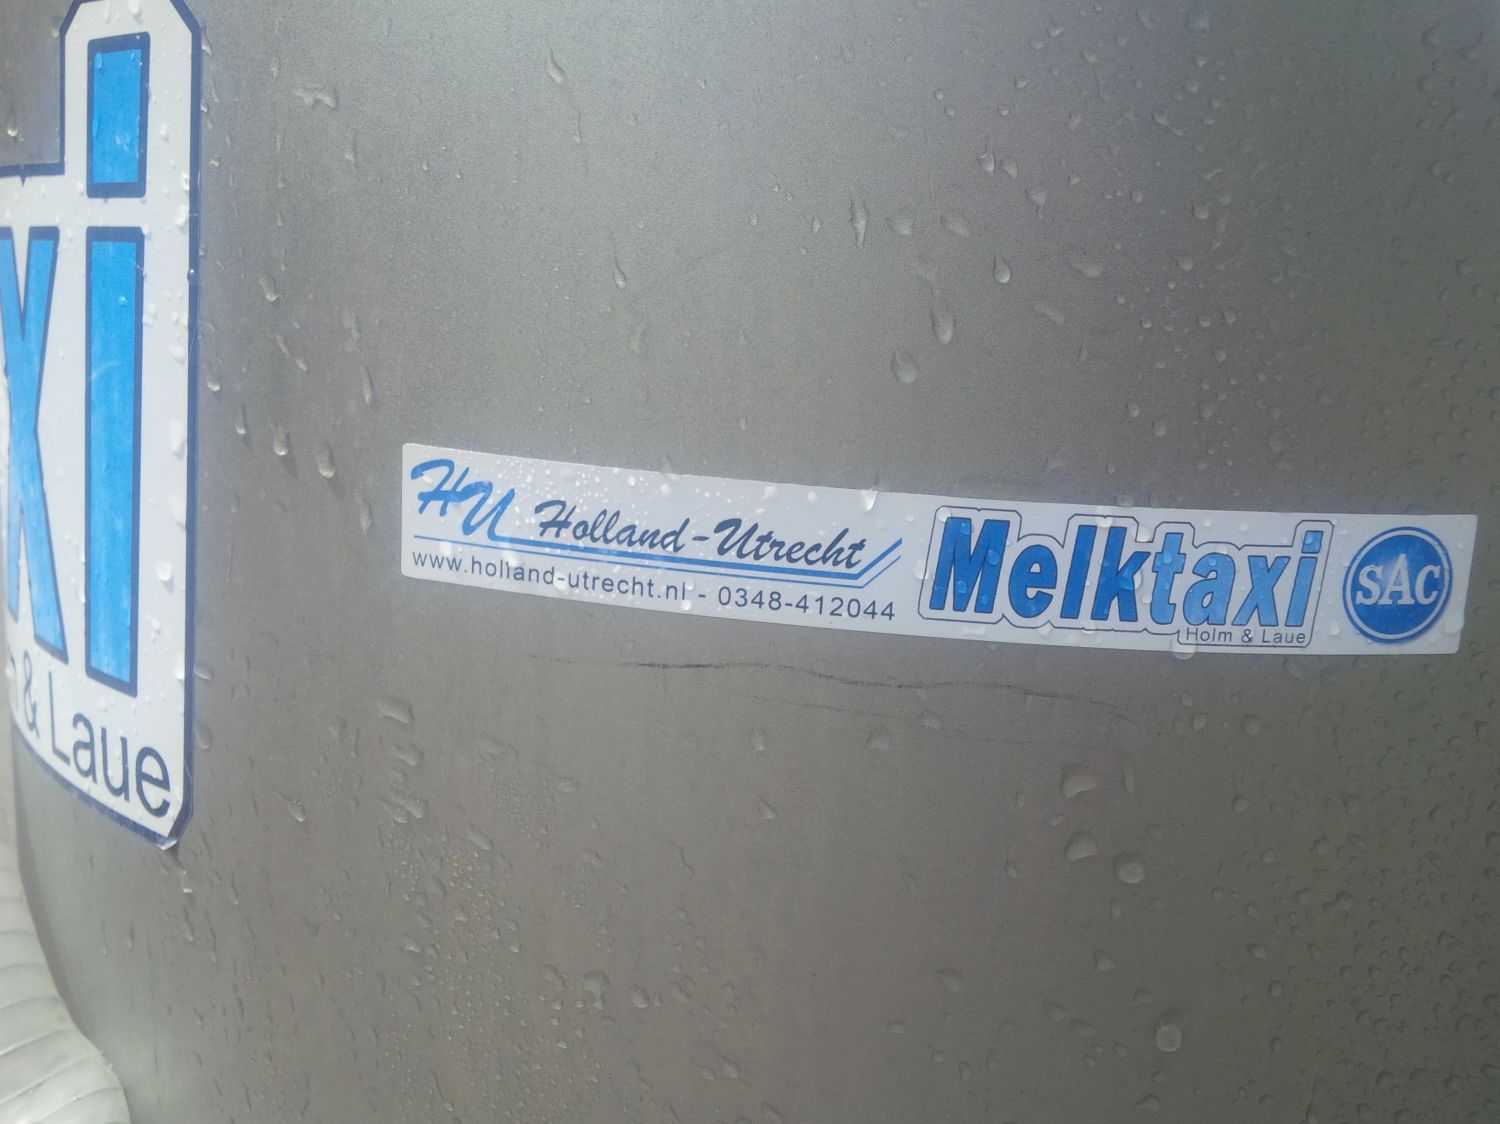 xi
& Laue
HU Holland-Utrecht
www.holland-utrecht.nl - 0348-412044
Melktaxi
Holm & Laue
SAC